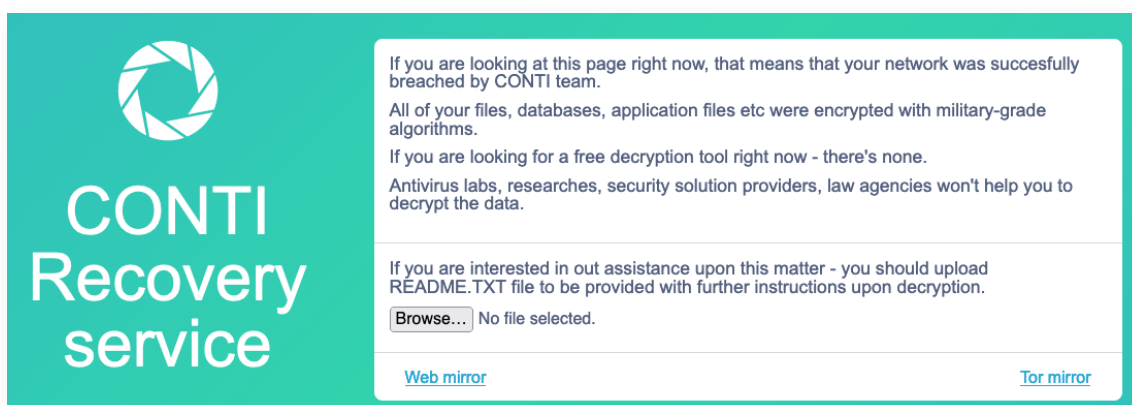 CONTI
Recovery
service
If you are looking at this page right now, that means that your network was succesfully
breached by CONTI team.
All of your files, databases, application files etc were encrypted with military-grade
algorithms.
If you are looking for a free decryption tool right now - there's none.
Antivirus labs, researches, security solution providers, law agencies won't help you to
decrypt the data.
If you are interested in out assistance upon this matter - you should upload
README.TXT file to be provided with further instructions upon decryption.
Browse... No file selected.
Web mirror
Tor mirror